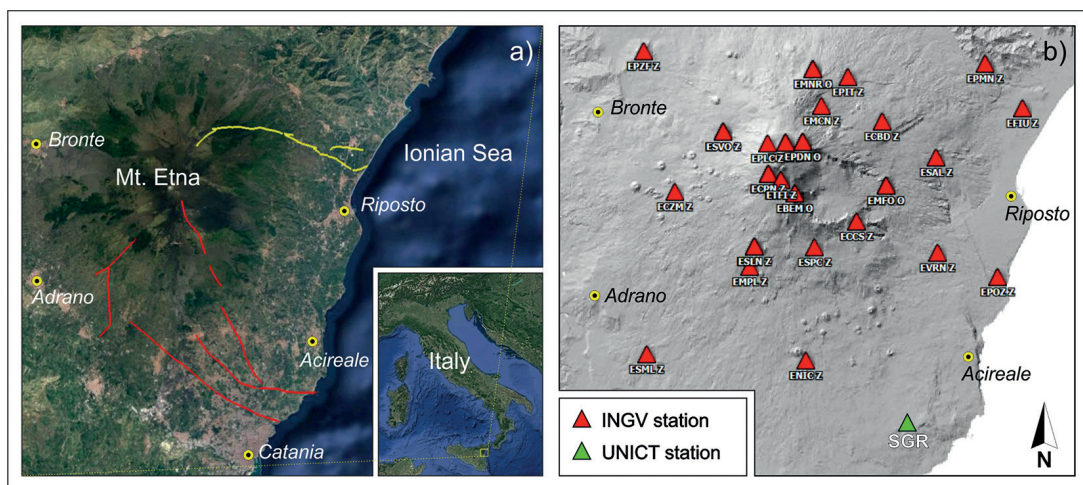 a)
Bronte
Mt. Etna
Ionian Sea
Riposto
Adrano
Acireale
Italy
Catania
b)
EPZF Z
EMNR O
EPIT Z
EPMN Z
Bronte
EMCN Z
EFIU Z
ECBD Z
ESVO Z
EPLC Z
EPDN O
ESAL Z
ECPN Z
ETFI Z
ECZM Z
EBEM O
EMFO O
Riposto
ECCS Z
ESLN Z
ESPC Z
EVRN Z
EMPL Z
EPOZ Z
Adrano
ESML Z
ENIC Z
Acireale
INGV station
UNICT station
SGR
N